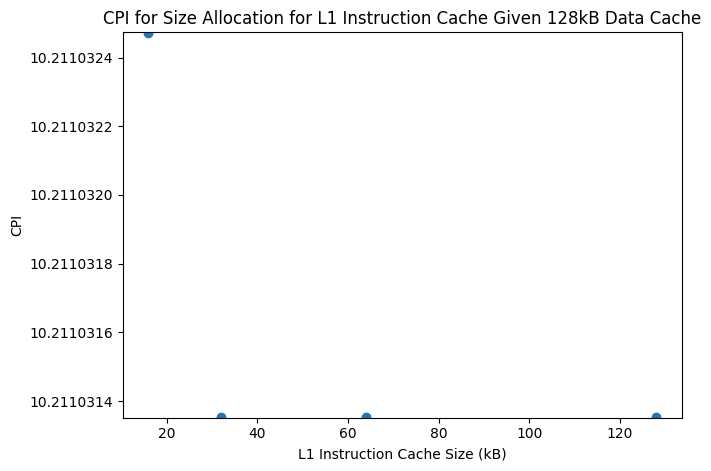 CPI for Size Allocation for L1 Instruction Cache Given 128kB Data Cache
10.2110324
10.2110322
10.2110320
10.2110318
10.2110316
10.2110314
CPI
20 40 60 80 100 120
L1 Instruction Cache Size (kB)